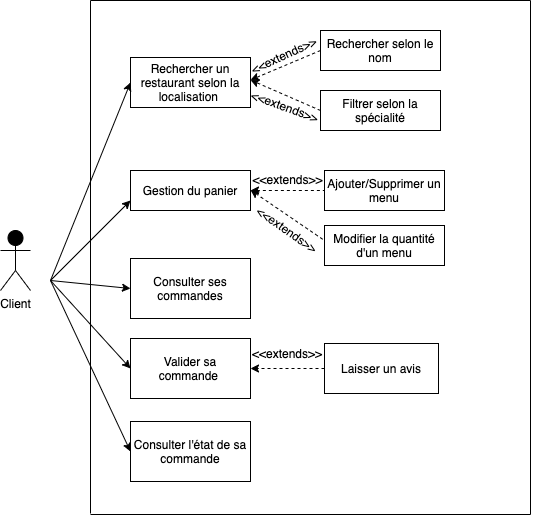 Rechercher un
restaurant selon la
localisation
<<extends>>
Rechercher selon le
nom
<<extends>>
Filtrer selon la
spécialité
Gestion du panier
<<extends>>
Ajouter/Supprimer un
menu
<<extends>>
Modifier la quantité
d'un menu
Client
Consulter ses
commandes
Valider sa
commande
<<extends>>
Laisser un avis
Consulter l'état de sa
commande